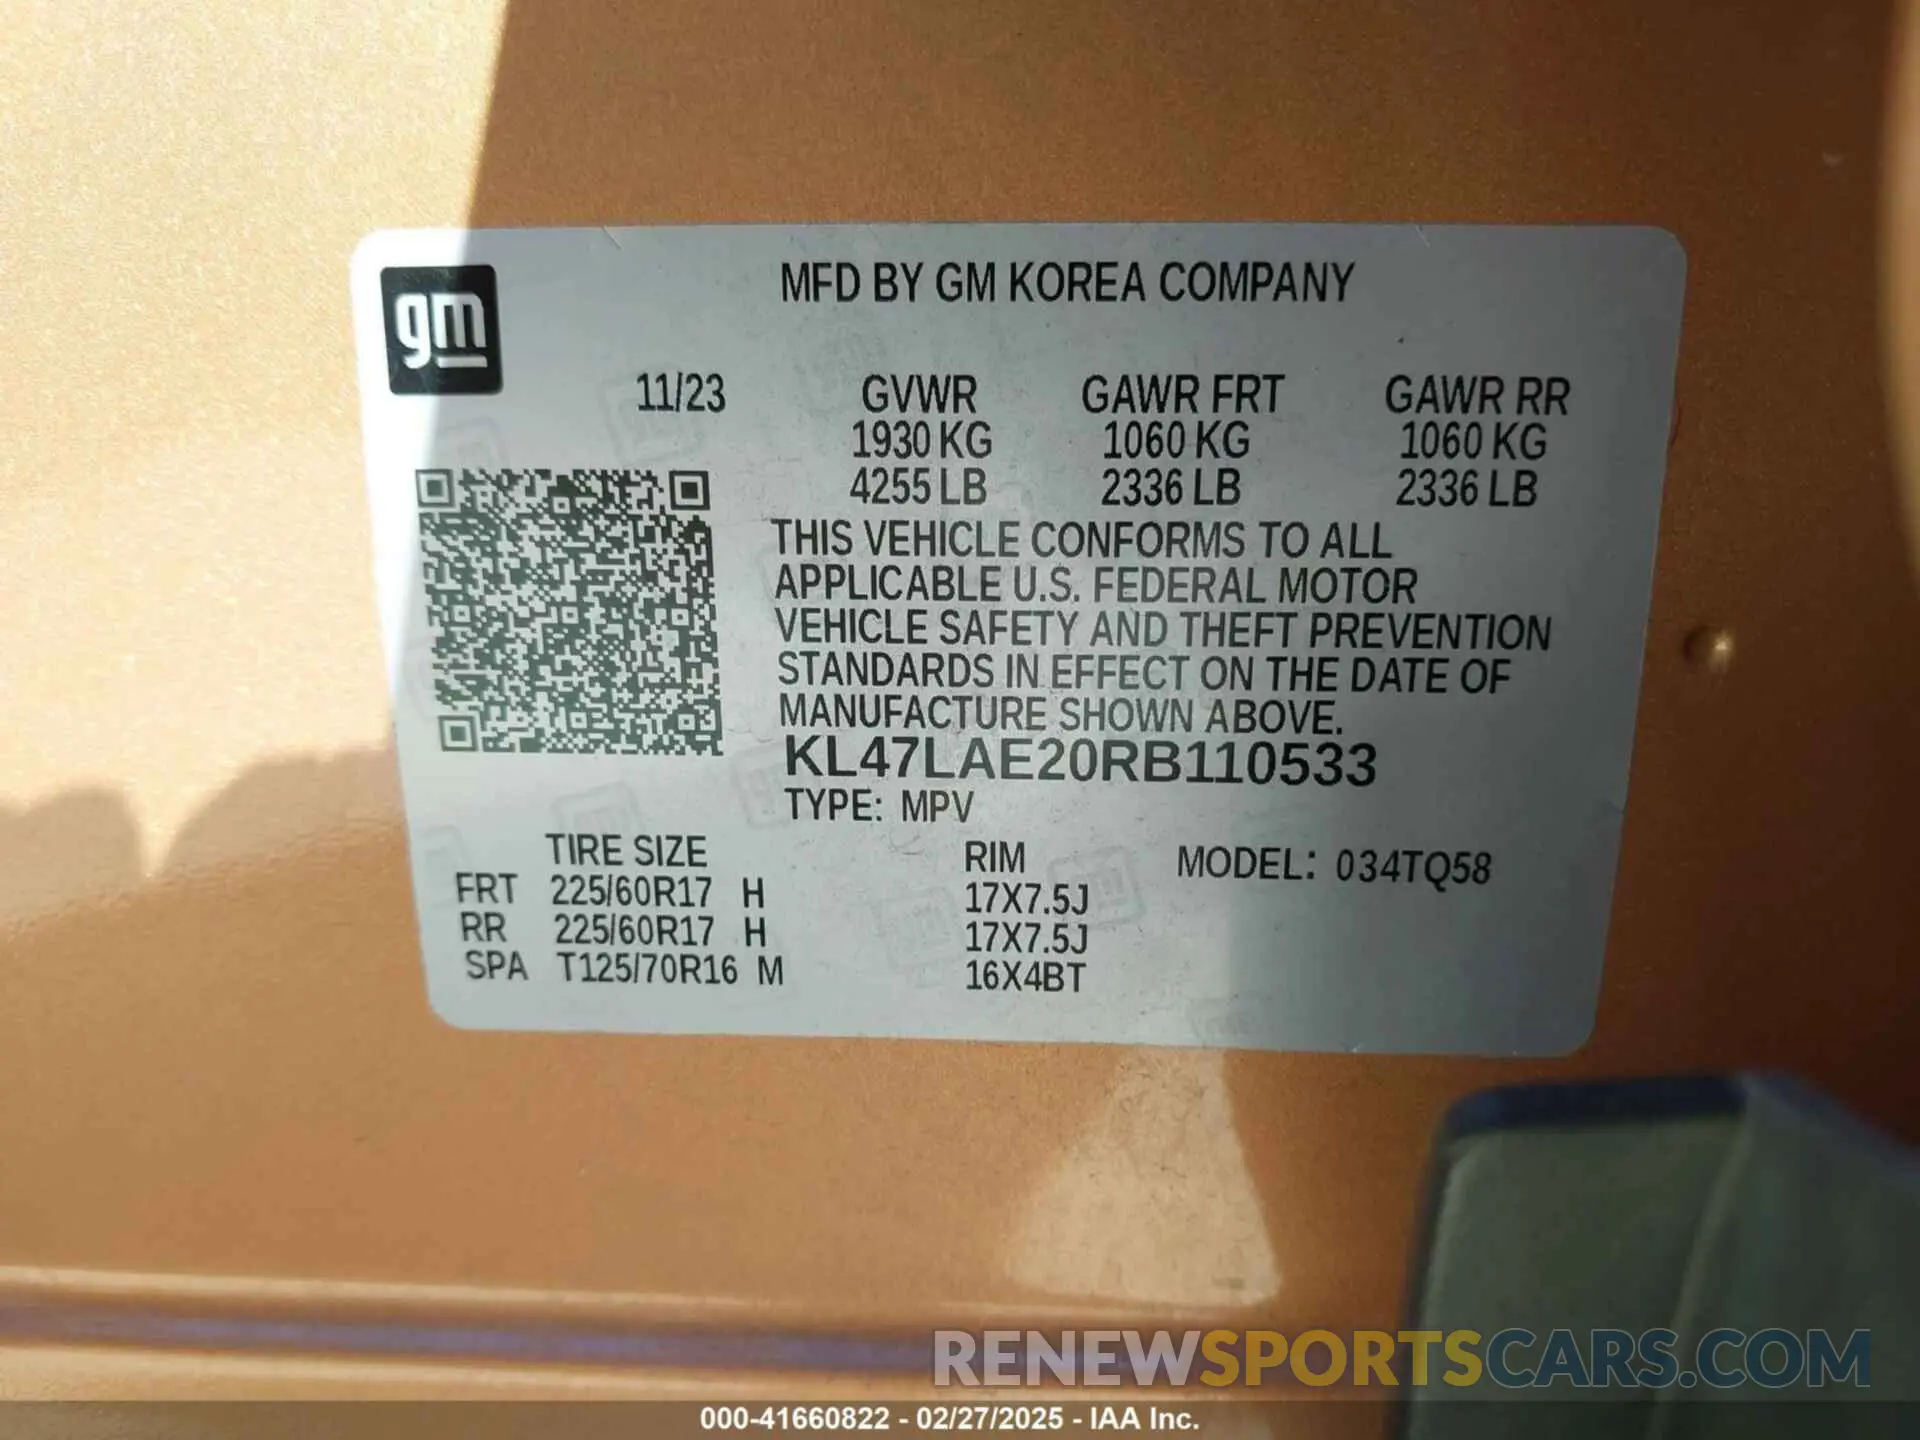 gm
MFD BY GM KOREA COMPANY
11/23 GVWR GAWR FRT GAWR RR
1930 KG 1060 KG 1060 KG
4255 LB 2336 LB 2336 LB
THIS VEHICLE CONFORMS TO ALL
APPLICABLE U.S. FEDERAL MOTOR
VEHICLE SAFETY AND THEFT PREVENTION
STANDARDS IN EFFECT ON THE DATE OF
MANUFACTURE SHOWN ABOVE.
KL47LAE20RB110533
TYPE: MPV
TIRE SIZE RIM MODEL: 034TQ58
FRT 225/60R17 H 17X7.5J
RR 225/60R17 H 17X7.5J
SPA T125/70R16 M 16X4BT
RENEWSPORTSCARS.COM
000-41660822 - 02/27/2025 - IAA Inc.